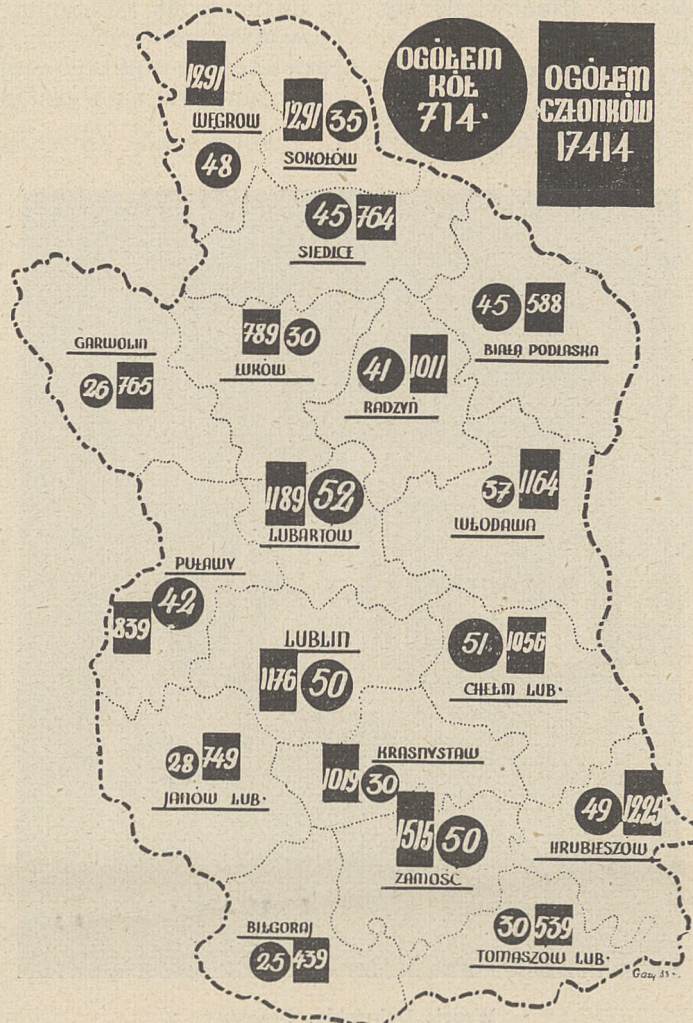 OGÓŁEM
KÓŁ
714·
OGÓŁEM
CZŁONKÓW
17414
1291
WĘGROW
48
1291 35
SOKOŁÓW
45 764
SIEDLCE
45 588
BIAŁA PODLASKA
GARWOLIN
26 765
789 30
ŁUKÓW
41 1011
RADZYŃ
1189 52
LUBARTÓW
37 1164
WŁODAWA
PUŁAWY
42
839
LUBLIN
1176 50
51 1056
CHEŁM LUB·
28 749
JANÓW LUB·
KRASNYSTAW
1019 30
1515 50
ZAMOŚĆ
49 1225
HRUBIESZOW
BIŁGORAJ
25 439
30 539
TOMASZÓW LUB·